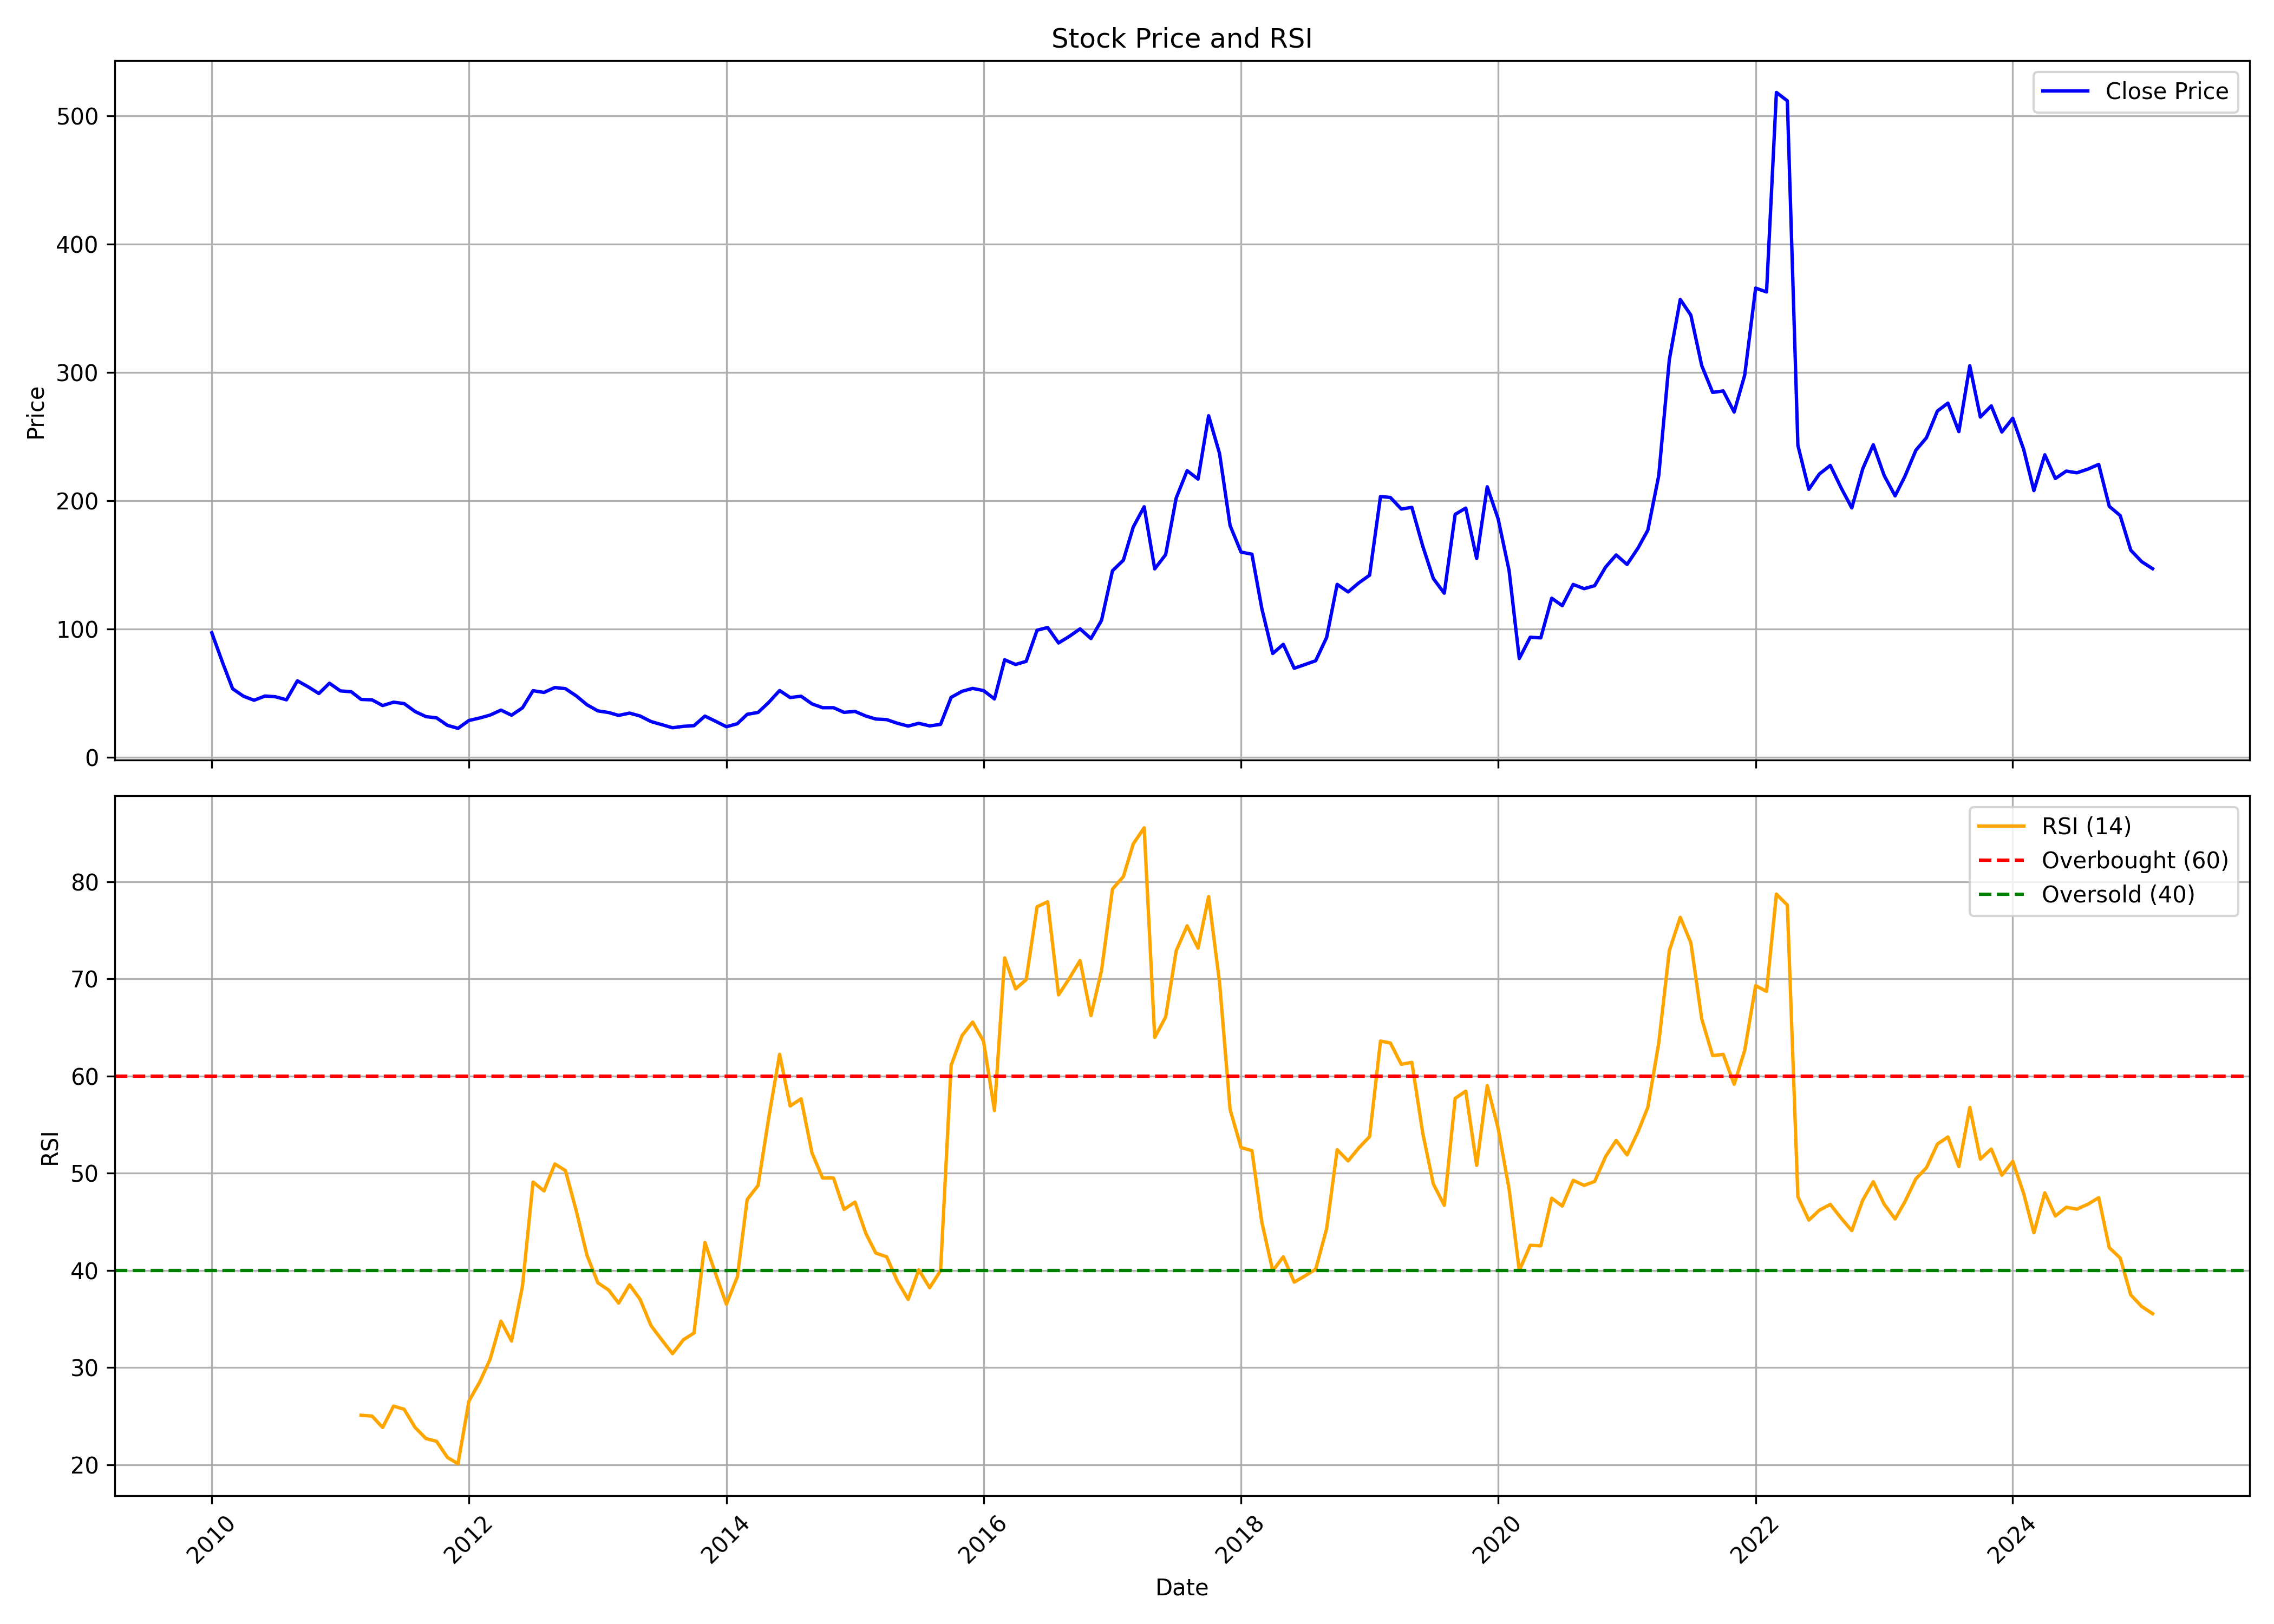 Stock Price and RSI
Close Price
500
400
300
200
100
0
Price
RSI (14)
Overbought (60)
Oversold (40)
80
70
60
50
40
30
20
RSI
2010
2012
2014
2016
2018
2020
2022
2024
Date